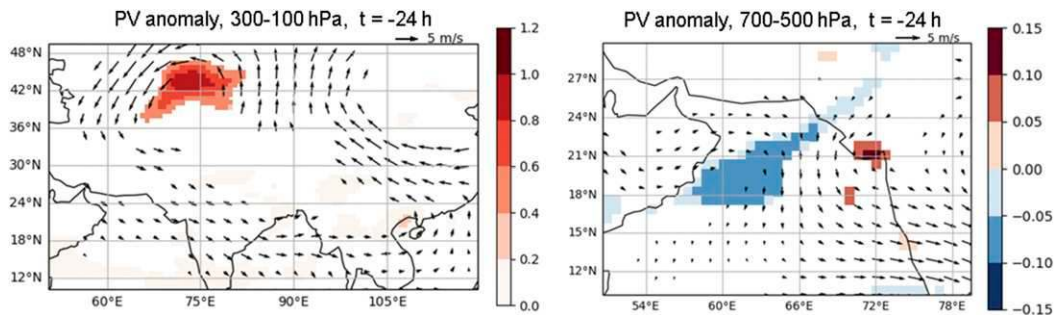 PV anomaly, 300-100 hPa, t = -24 h
5 m/s
48°N
42°N
36°N
30°N
24°N
18°N
12°N
60°E 75°E 90°E 105°E
1.2
1.0
0.8
0.6
0.4
0.2
0.0
PV anomaly, 700-500 hPa, t = -24 h
5 m/s
27°N
24°N
21°N
18°N
15°N
12°N
54°E 60°E 66°E 72°E 78°E
0.15
0.10
0.05
0.00
−0.05
−0.10
−0.15